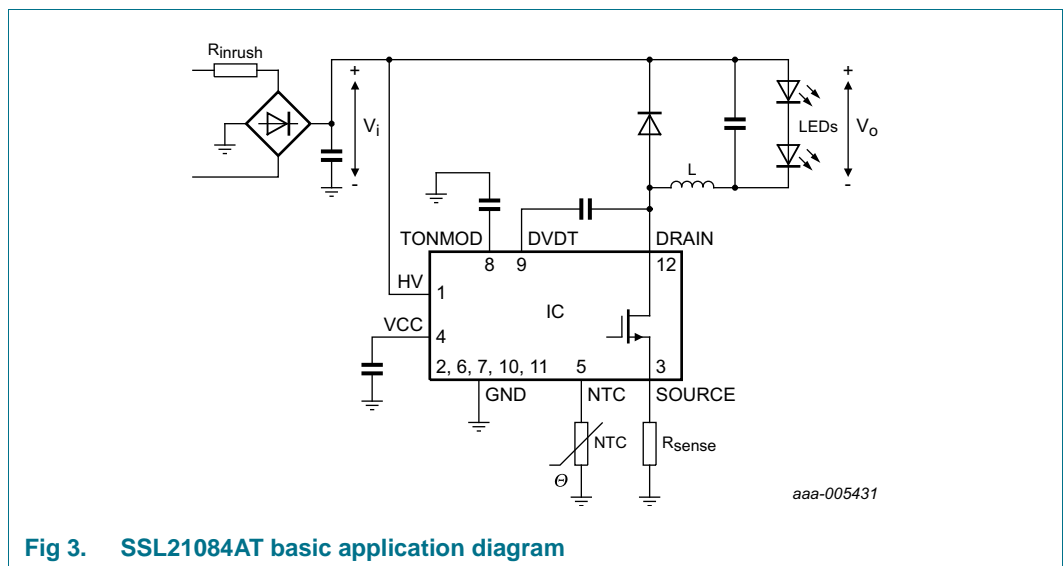 Rinrush
+
Vi
-
LEDs
+
Vo
-
L
TONMOD
DVDT
DRAIN
8
9
12
HV
1
IC
VCC
4
2, 6, 7, 10, 11
5
3
GND
NTC
SOURCE
NTC
Rsense
Θ
aaa-005431
Fig 3. SSL21084AT basic application diagram